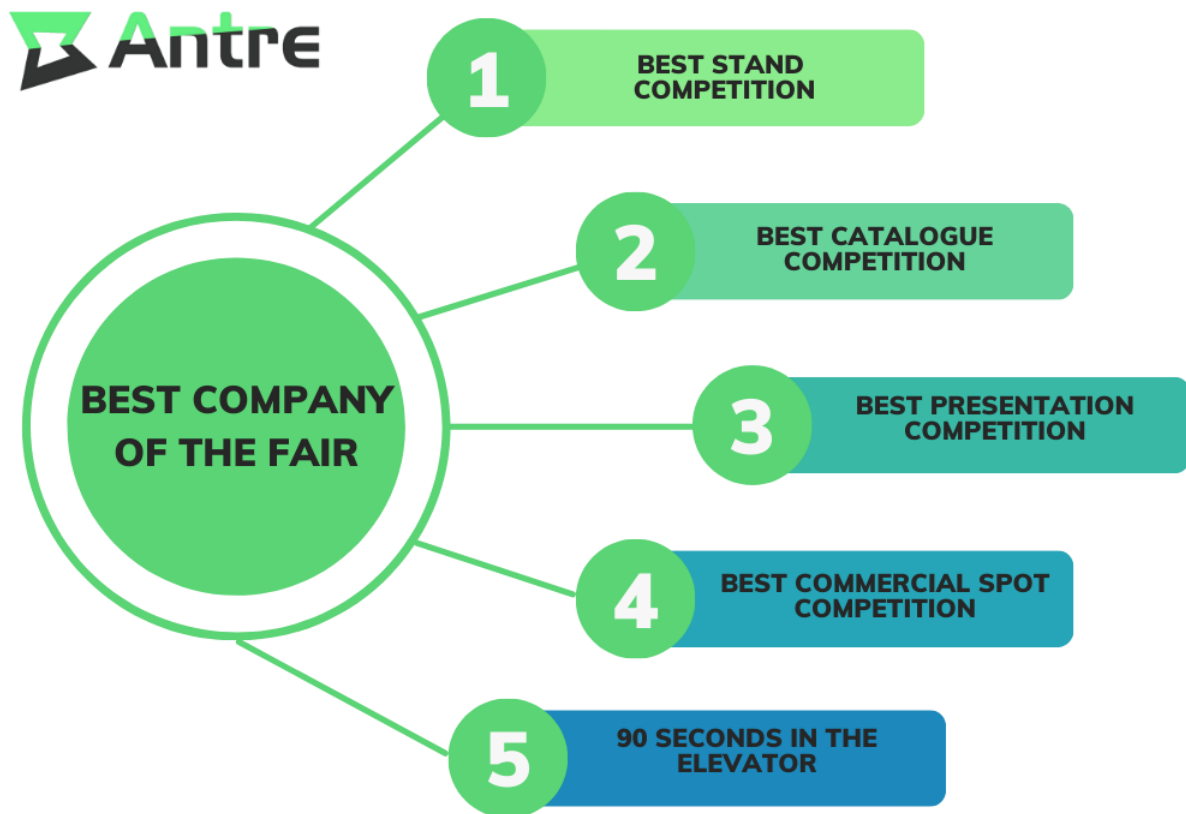 Antre
1
BEST STAND
COMPETITION
2
BEST CATALOGUE
COMPETITION
BEST COMPANY
OF THE FAIR
3
BEST PRESENTATION
COMPETITION
4
BEST COMMERCIAL SPOT
COMPETITION
5
90 SECONDS IN THE
ELEVATOR